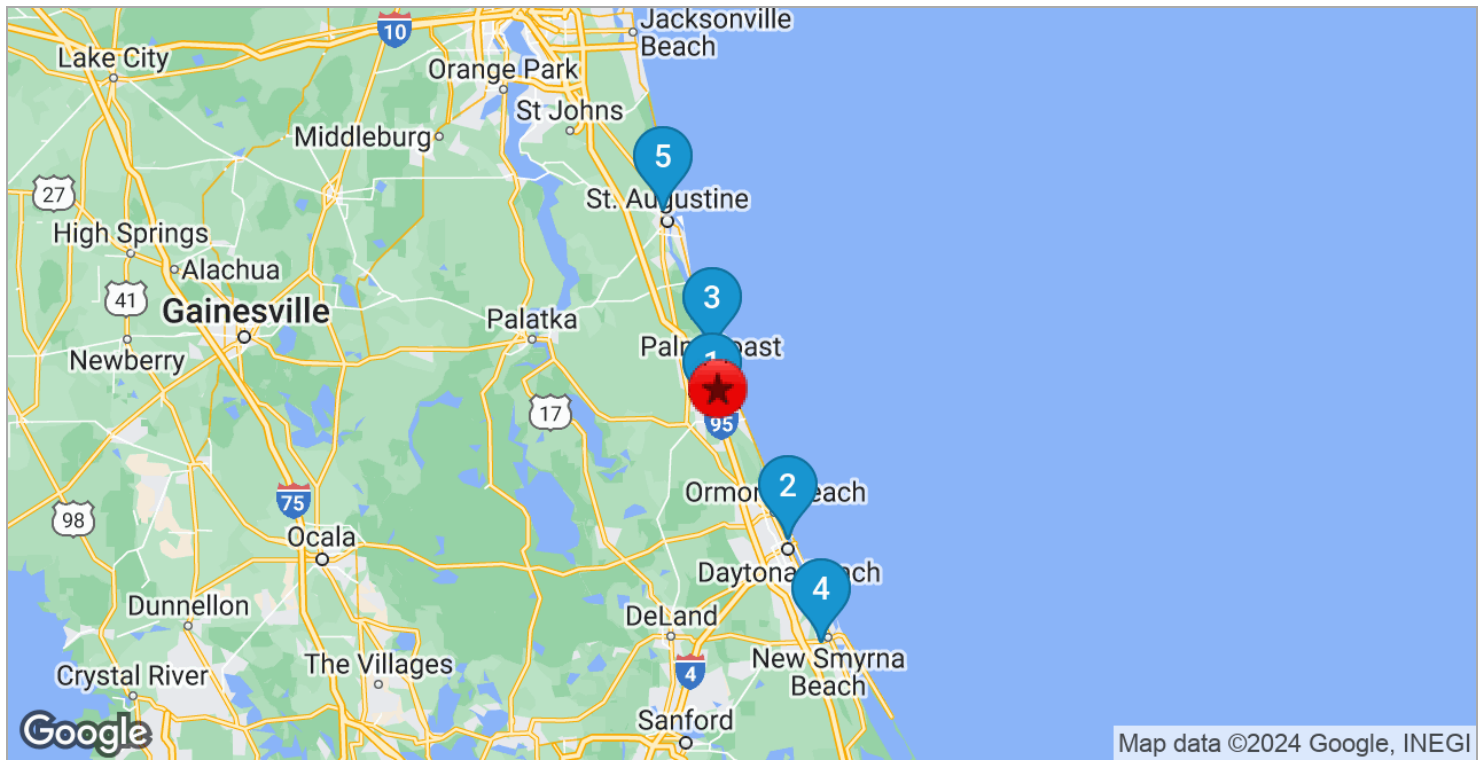 Jacksonville
Beach
10
Lake City
Orange Park
St Johns
Middleburg
5
27
St. Augustine
High Springs
Alachua
41
3
Gainesville
Palatka
Newberry
1
17
95
2
75
98
Ocala
4
Dunnellon
DeLand
The Villages
4
New Smyrna
Beach
Crystal River
Sanford
Google
Map data ©2024 Google, INEGI